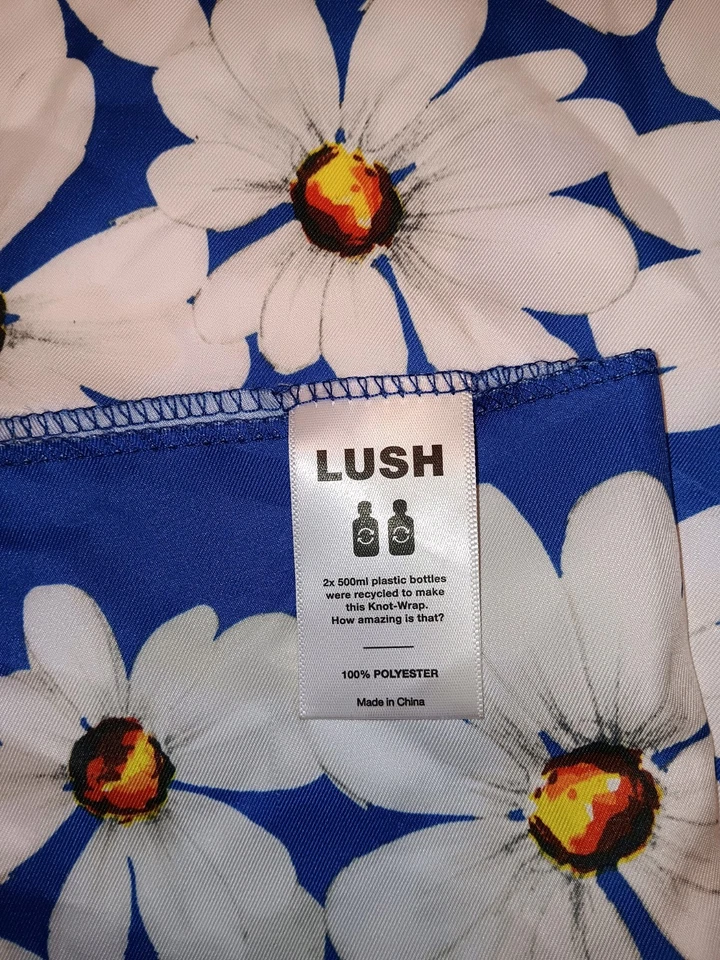 LUSH
2x 500ml plastic bottles
were recycled to make
this Knot-Wrap.
How amazing is that?
100% POLYESTER
Made in China